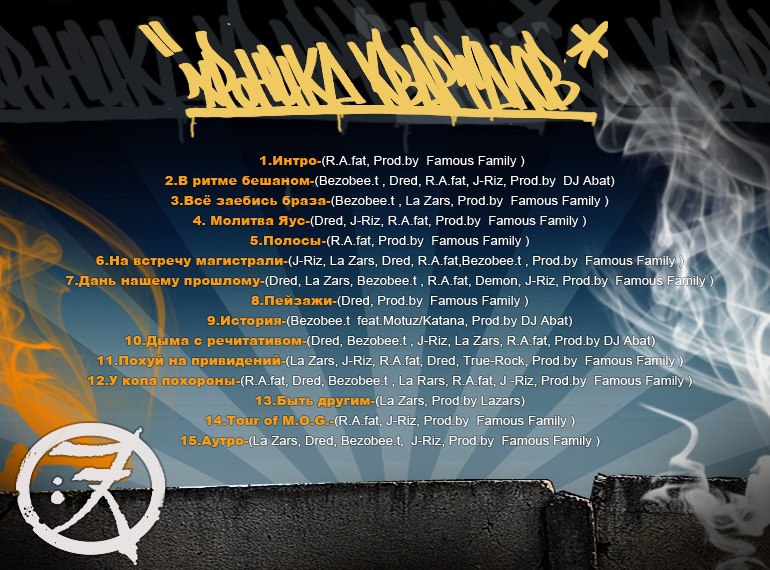 "ХРОНИКА КВАРТАЛОВ"
1.Интро-(R.A.fat, Prod.by Famous Family )
2.В ритме бешаном-(Bezobee.t , Dred, R.A.fat, J-Riz, Prod.by DJ Abat)
3.Всё заебись браза-(Bezobee.t , La Zars, Prod.by Famous Family )
4. Молитва Яус-(Dred, J-Riz, R.A.fat, Prod.by Famous Family )
5.Полосы-(R.A.fat, Prod.by Famous Family )
6.На встречу магистрали-(J-Riz, La Zars, Dred, R.A.fat,Bezobee.t , Prod.by Famous Family )
7.Дань нашему прошлому-(Dred, La Zars, Bezobee.t , R.A.fat, Demon, J-Riz, Prod.by Famous Family )
8.Пейзажи-(Dred, Prod.by Famous Family )
9.История-(Bezobee.t feat.Motuz/Katana, Prod.by DJ Abat)
10.Дыма с речитативом-(Dred, Bezobee.t , J-Riz, La Zars, R.A.fat, Prod.by DJ Abat)
11.Похуй на привидений-(La Zars, J-Riz, R.A.fat, Dred, True-Rock, Prod.by Famous Family )
12.У копа похороны-(R.A.fat, Dred, Bezobee.t , La Rars, R.A.fat, J -Riz, Prod.by Famous Family )
13.Быть другим-(La Zars, Prod.by Lazars)
14.Tour of M.O.G.-(R.A.fat, J-Riz, Prod.by Famous Family )
15.Аутро-(La Zars, Dred, Bezobee.t, J-Riz, Prod.by Famous Family )